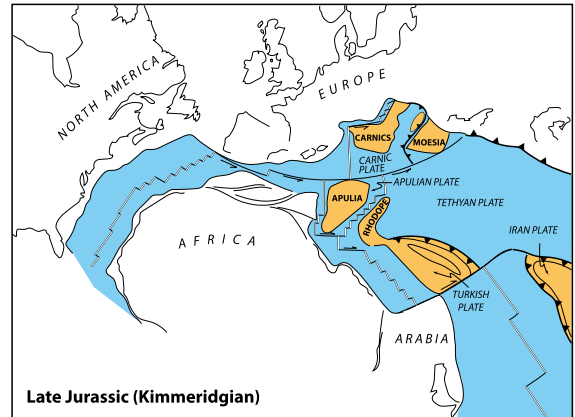 NORTH AMERICA
EUROPE
CARNICS
MOESIA
CARNIC
PLATE
APULIAN PLATE
APULIA
TETHYAN PLATE
RHODOPE
IRAN PLATE
AFRICA
TURKISH
PLATE
ARABIA
Late Jurassic (Kimmeridgian)